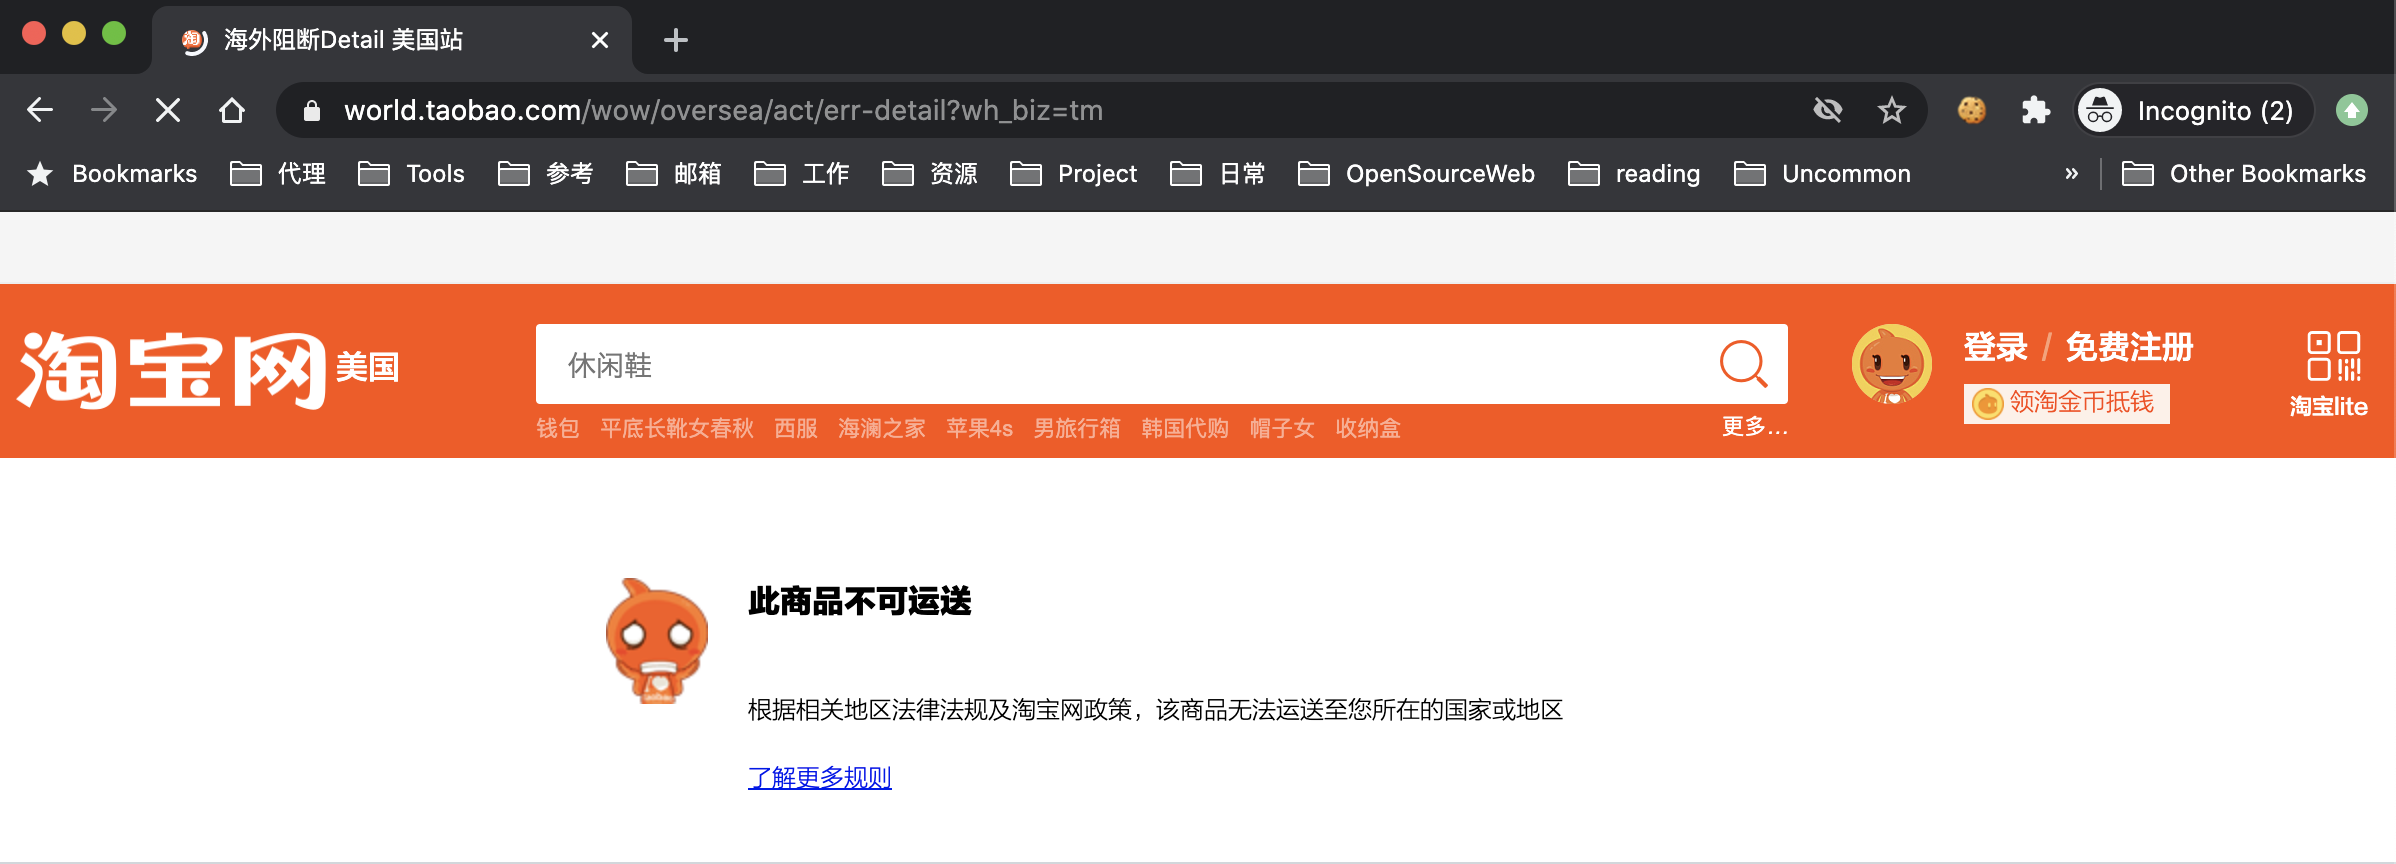 海外阻断Detail 美国站
world.taobao.com/wow/oversea/act/err-detail?wh_biz=tm
Incognito (2)
Bookmarks 代理 Tools 参考 邮箱 工作 资源 Project 日常 OpenSourceWeb reading Uncommon » Other Bookmarks
淘宝网 美国
休闲鞋
登录 / 免费注册
领淘金币抵钱
淘宝lite
钱包 平底长靴女春秋 西服 海澜之家 苹果4s 男旅行箱 韩国代购 帽子女 收纳盒 更多...
此商品不可运送
根据相关地区法律法规及淘宝网政策，该商品无法运送至您所在的国家或地区
了解更多规则